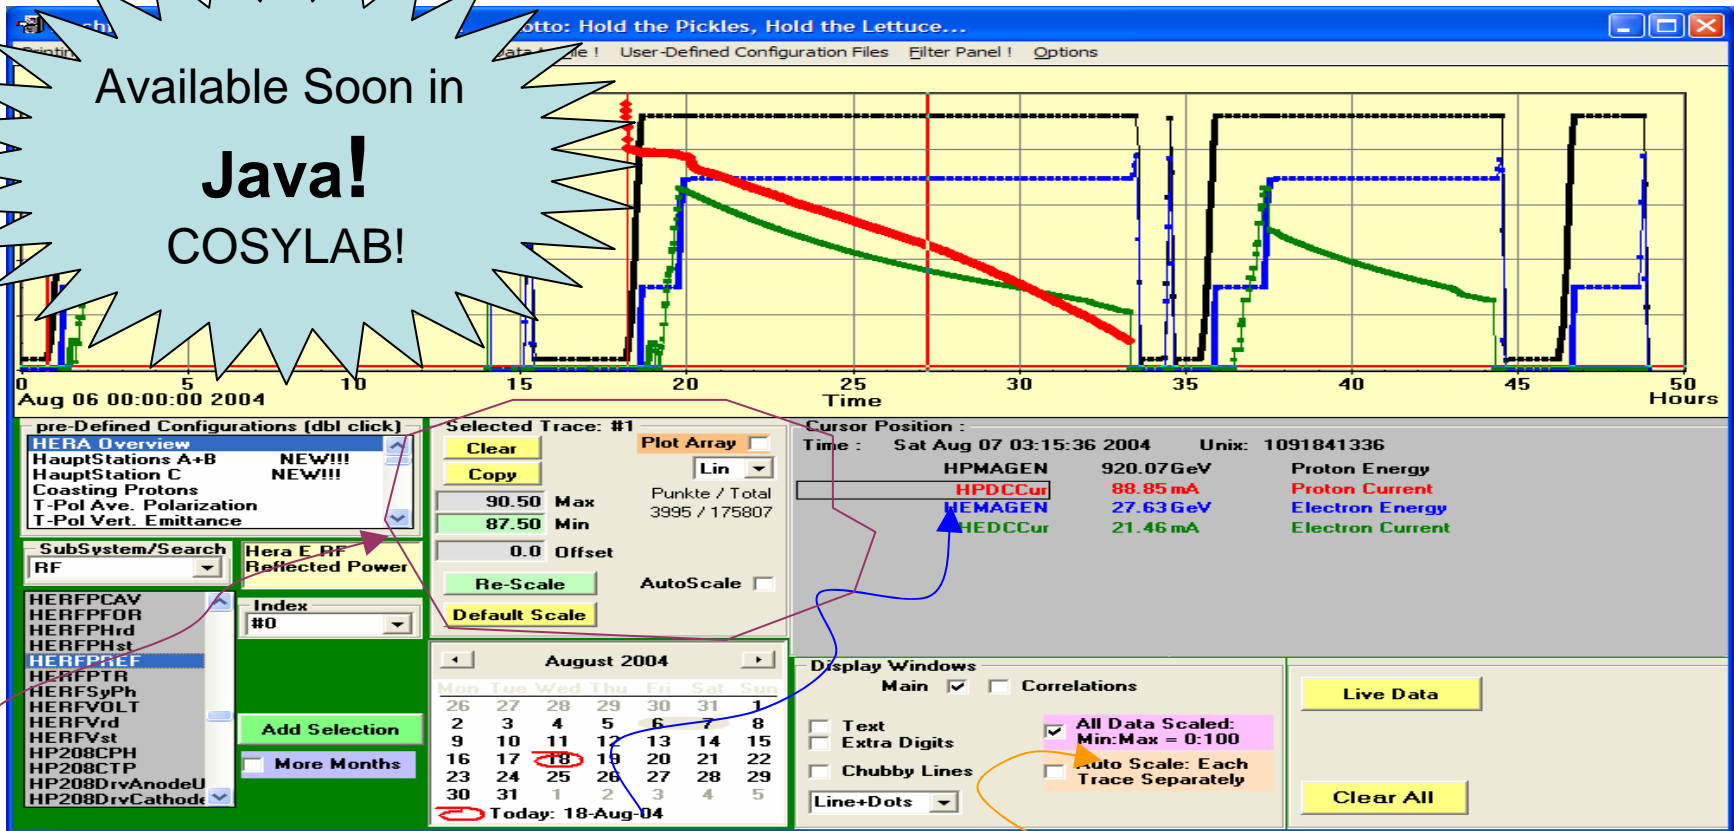 Available Soon in
Java!
COSYLAB!
otto: Hold the Pickles, Hold the Lettuce...
User-Defined Configuration Files Filter Panel ! Options
0 5 10 15 20 25 30 35 40 45 50
Aug 06 00:00:00 2004 Time Hours
pre-Defined Configurations (dbl click)
HERA Overview
HauptStations A+B NEW!!!
HauptStation C NEW!!!
Coasting Protons
T-Pol Ave. Polarization
T-Pol Vert. Emittance
SubSystem/Search
RF
Hera E RF
Reflected Power
HERFPCAV
HERFPFOR
HERFPHrd
HERFPHst
HERFPREF
HERFPTR
HERFSyPh
HERFVOLT
HERFVrd
HERFVst
HP208CPH
HP208CTP
HP208DrvAnodeU
HP208DrvCathode
Index
#0
Add Selection
More Months
Selected Trace: #1
Clear
Plot Array
Copy
Lin
90.50 Max
Punkte / Total
3995 / 175807
87.50 Min
0.0 Offset
Re-Scale
AutoScale
Default Scale
August 2004
Mon Tue Wed Thu Fri Sat Sun
26 27 28 29 30 31 1
2 3 4 5 6 7 8
9 10 11 12 13 14 15
16 17 18 19 20 21 22
23 24 25 26 27 28 29
30 31 1 2 3 4 5
Today: 18-Aug-04
Cursor Position :
Time : Sat Aug 07 03:15:36 2004 Unix: 1091841336
HPMAGEN 920.07 GeV Proton Energy
HPDCCur 88.85 mA Proton Current
HEMAGEN 27.63 GeV Electron Energy
HEDCCur 21.46 mA Electron Current
Display Windows
Main Correlations
Text
Extra Digits
Chubby Lines
Line+Dots
All Data Scaled:
Min:Max = 0:100
Auto Scale: Each
Trace Separately
Live Data
Clear All